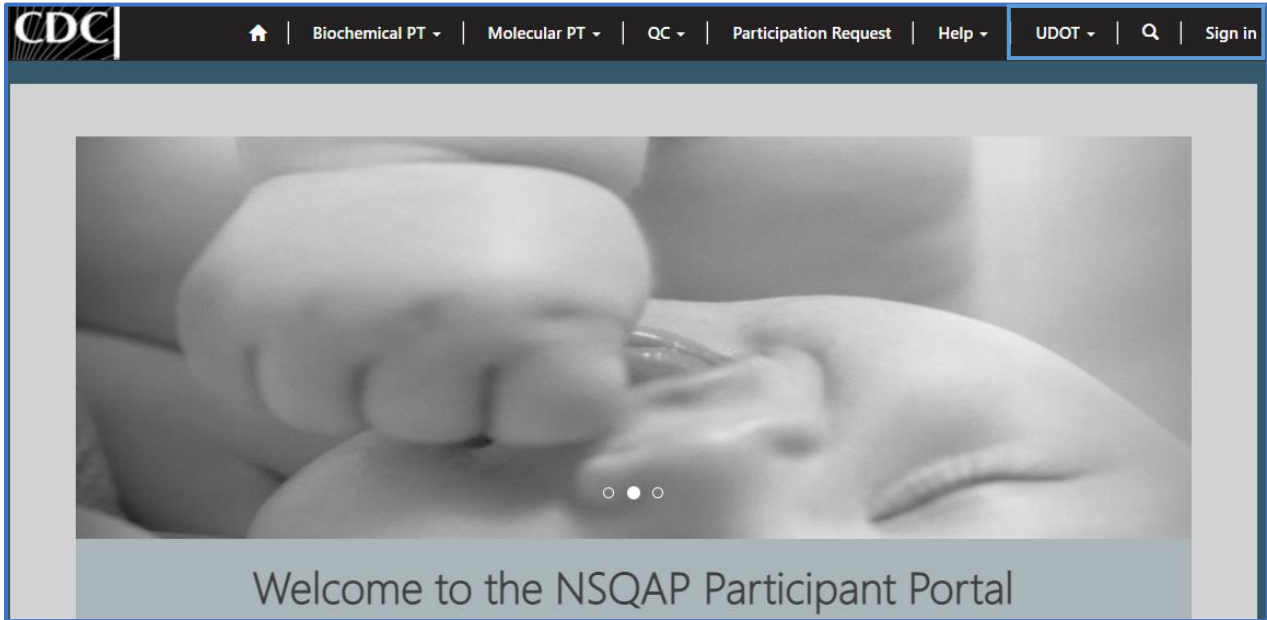 CDC Biochemical PT Molecular PT QC Participation Request Help UDOT Sign in
Welcome to the NSQAP Participant Portal